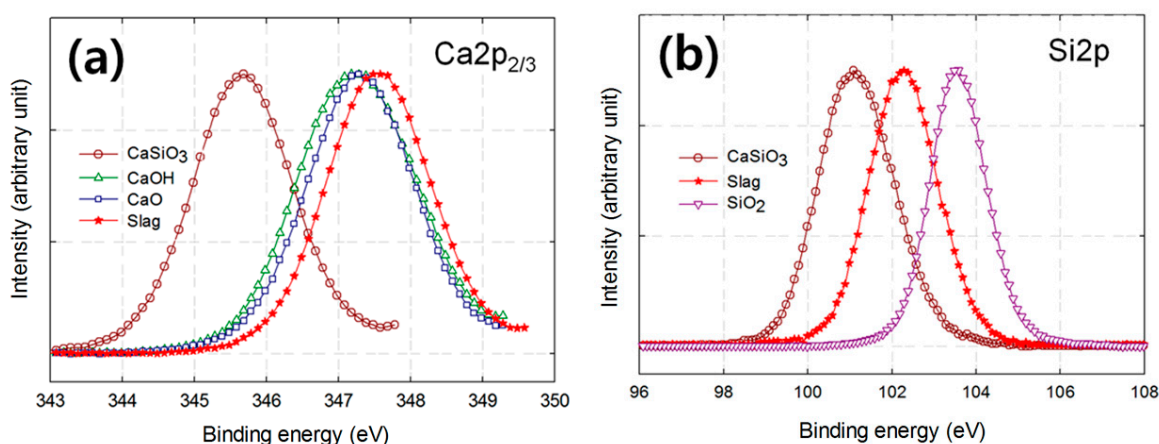 (a)
Ca2p2/3
Intensity (arbitrary unit)
CaSiO3
CaOH
CaO
Slag
343 344 345 346 347 348 349 350
Binding energy (eV)
(b)
Si2p
Intensity (arbitrary unit)
CaSiO3
Slag
SiO2
96 98 100 102 104 106 108
Binding energy (eV)